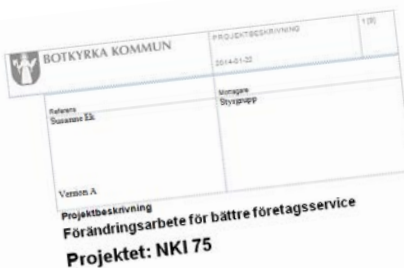 BOTKYRKA KOMMUN
PROJEKTBESKRIVNING
1 [9]
2014-01-22
Referens
Susanne Ek
Mottagare
Styrgrupp
Version A
Projektbeskrivning
Förändringsarbete för bättre företagsservice
Projektet: NKI 75